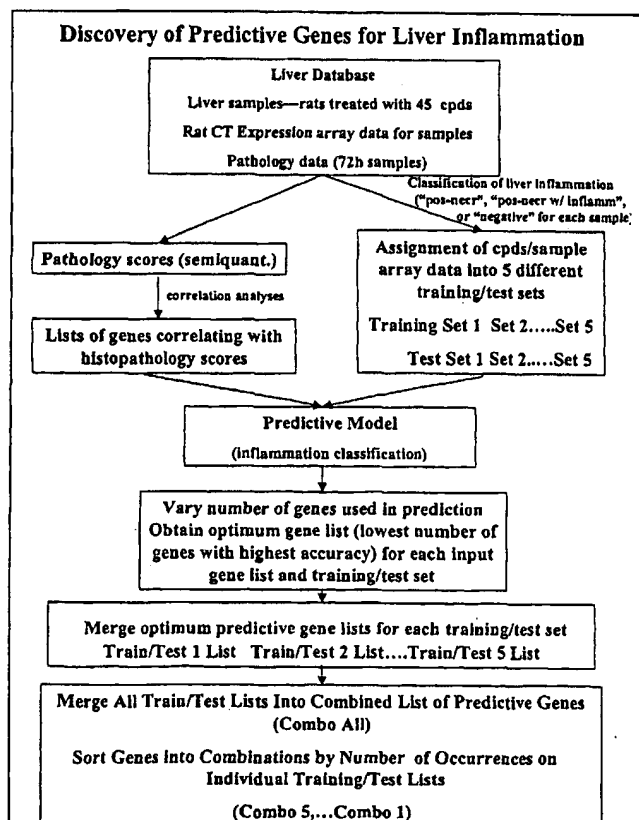 Discovery of Predictive Genes for Liver Inflammation
Liver Database
Liver samples—rats treated with 45 cpds
Rat CT Expression array data for samples
Pathology data (72h samples)
Classification of liver inflammation
("pos-necr", "pos-necr w/ inflamm",
or "negative" for each sample)
Pathology scores (semiquant.)
correlation analyses
Lists of genes correlating with
histopathology scores
Assignment of cpds/sample
array data into 5 different
training/test sets
Training Set 1 Set 2.....Set 5
Test Set 1 Set 2.....Set 5
Predictive Model
(inflammation classification)
Vary number of genes used in prediction
Obtain optimum gene list (lowest number of
genes with highest accuracy) for each input
gene list and training/test set
Merge optimum predictive gene lists for each training/test set
Train/Test 1 List Train/Test 2 List....Train/Test 5 List
Merge All Train/Test Lists Into Combined List of Predictive Genes
(Combo All)
Sort Genes into Combinations by Number of Occurrences on
Individual Training/Test Lists
(Combo 5,...Combo 1)